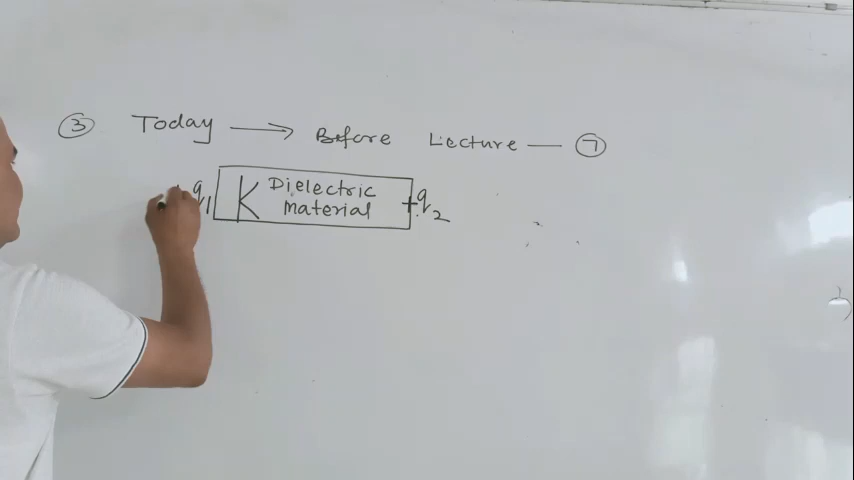 ③ Today → Before Lecture — ⑦
q₁ K Dielectric +q₂
Material